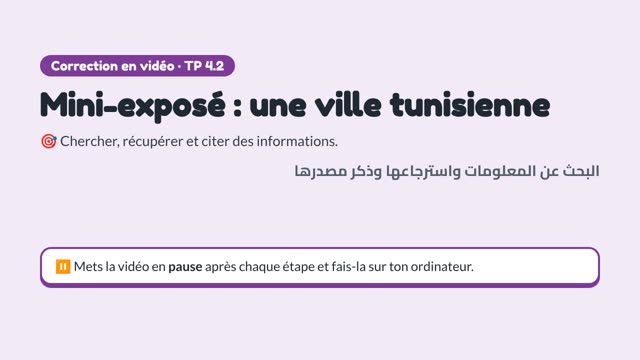 Correction en vidéo · TP 4.2
Mini-exposé : une ville tunisienne
🎯 Chercher, récupérer et citer des informations.
البحث عن المعلومات واسترجاعها وذكر مصدرها
⏸️ Mets la vidéo en pause après chaque étape et fais-la sur ton ordinateur.